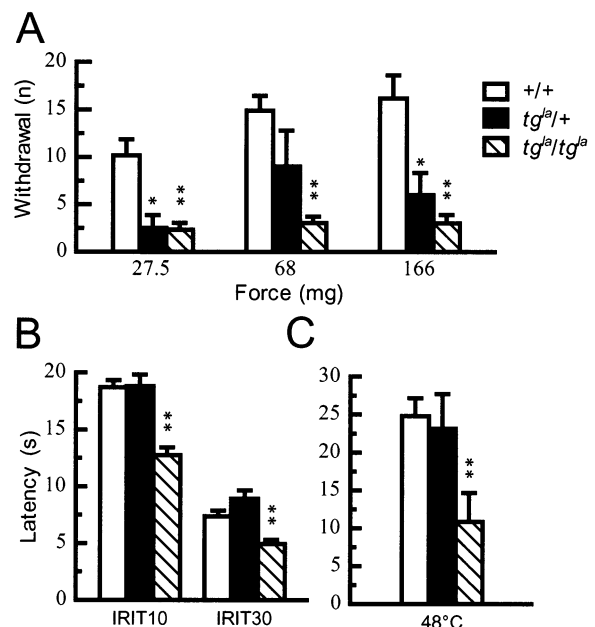 A
20
15
10
5
0
Withdrawal (n)
*
**
**
*
**
27.5 68 166
Force (mg)
+/+
tg^la/+
tg^la/tg^la
B
20
15
10
5
0
Latency (s)
**
**
IRIT10 IRIT30
C
30
25
20
15
10
5
0
**
48°C